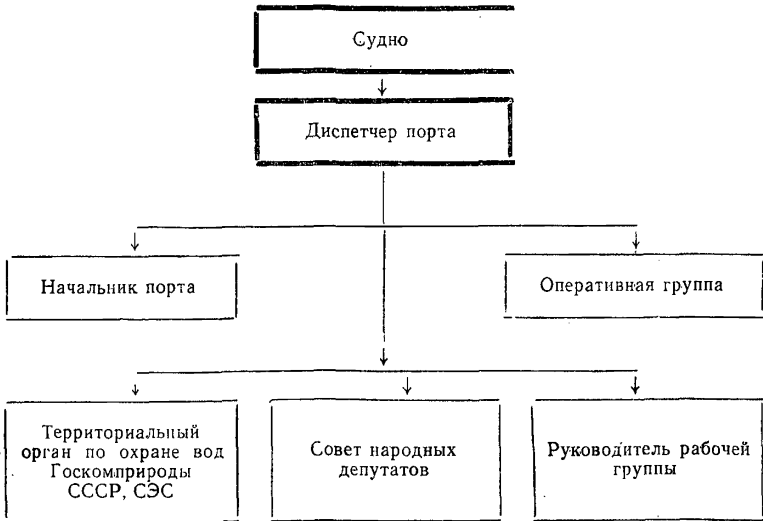 Судно
Диспетчер порта
Начальник порта
Оперативная группа
Территориальный
орган по охране вод
Госкомприроды
СССР, СЭС
Совет народных
депутатов
Руководитель рабочей
группы